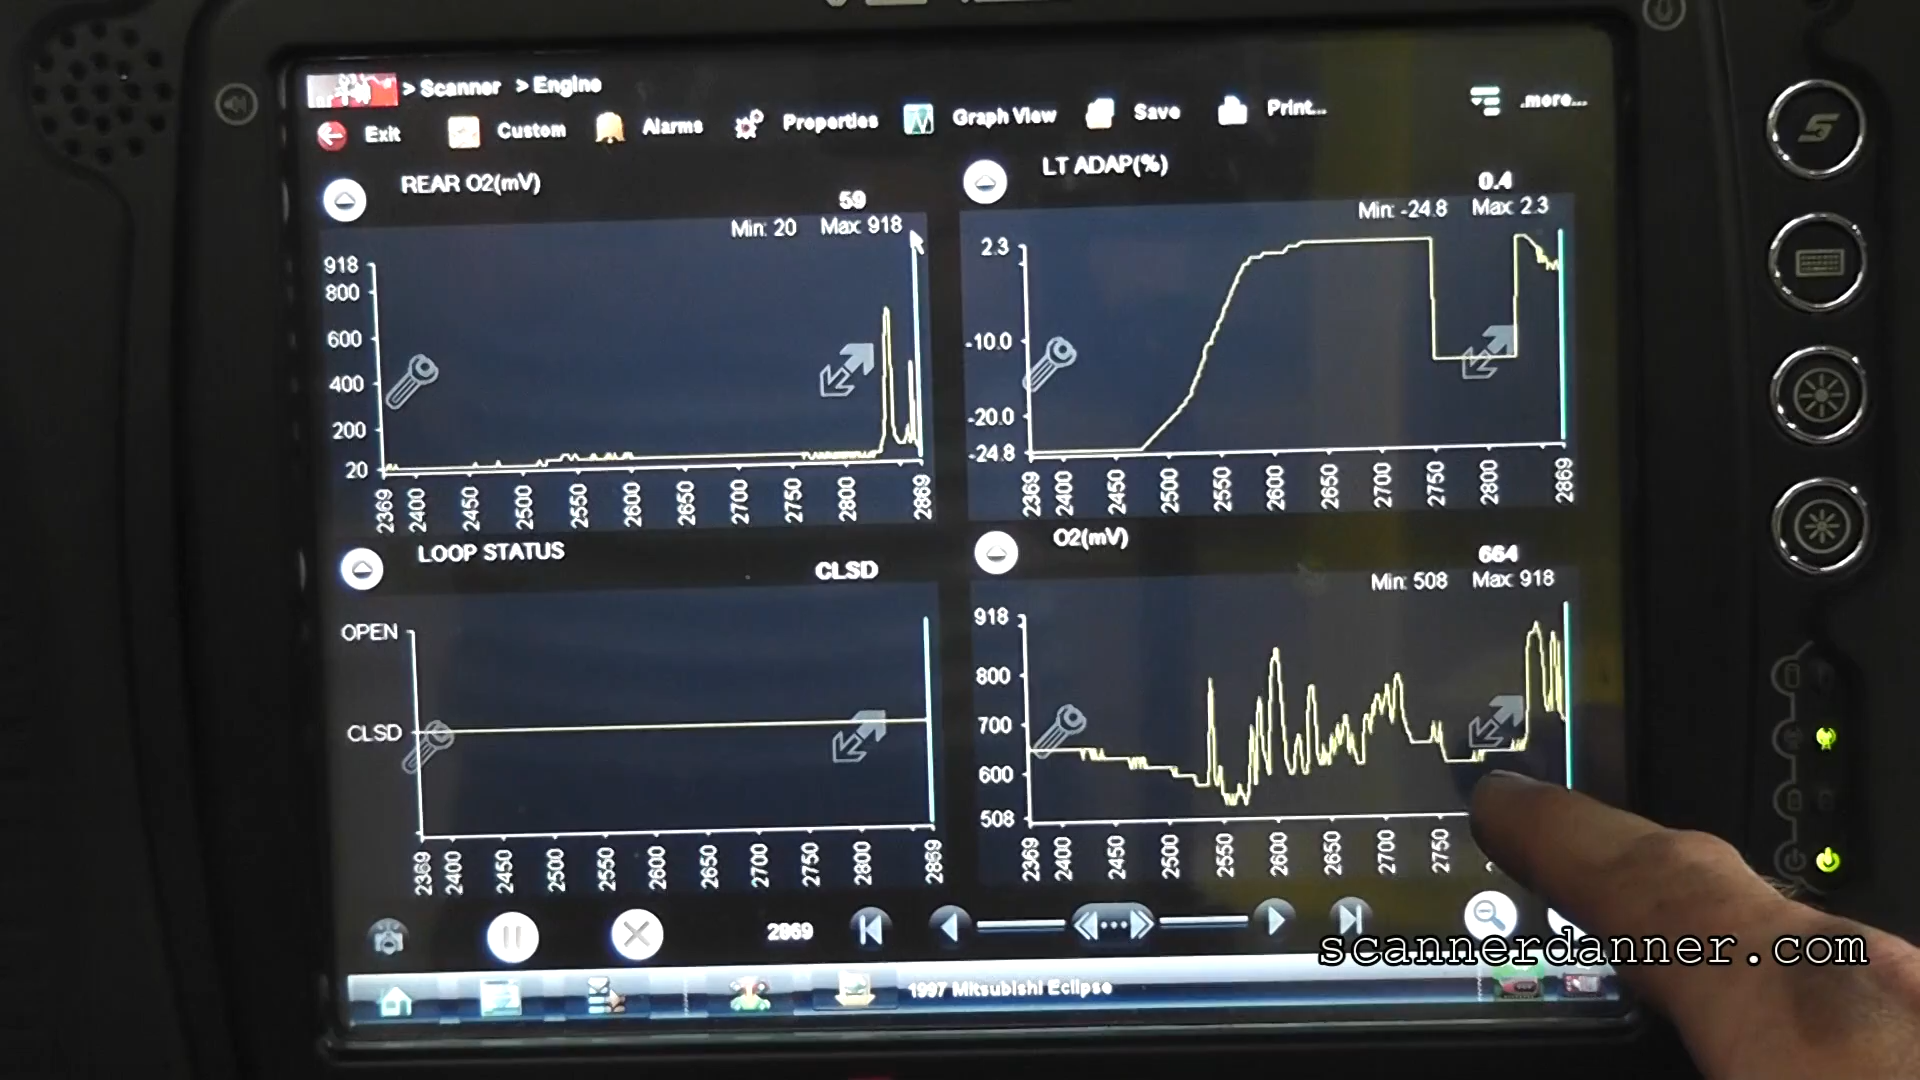 > Scanner > Engine
Exit Custom Alarms Properties Graph View Save Print... .more...
REAR O2(mV)
59
Min: 20 Max: 918
918
800
600
400
200
20
2369 2400 2450 2500 2550 2600 2650 2700 2750 2800 2869
LT ADAP(%)
0.4
Min: -24.8 Max: 2.3
2.3
-10.0
-20.0
-24.8
2369 2400 2450 2500 2550 2600 2650 2700 2750 2800 2869
LOOP STATUS
CLSD
OPEN
CLSD
2369 2400 2450 2500 2550 2600 2650 2700 2750 2800 2869
O2(mV)
664
Min: 508 Max: 918
918
800
700
600
508
2369 2400 2450 2500 2550 2600 2650 2700 2750
2869
scannerdanner.com
1997 Mitsubishi Eclipse